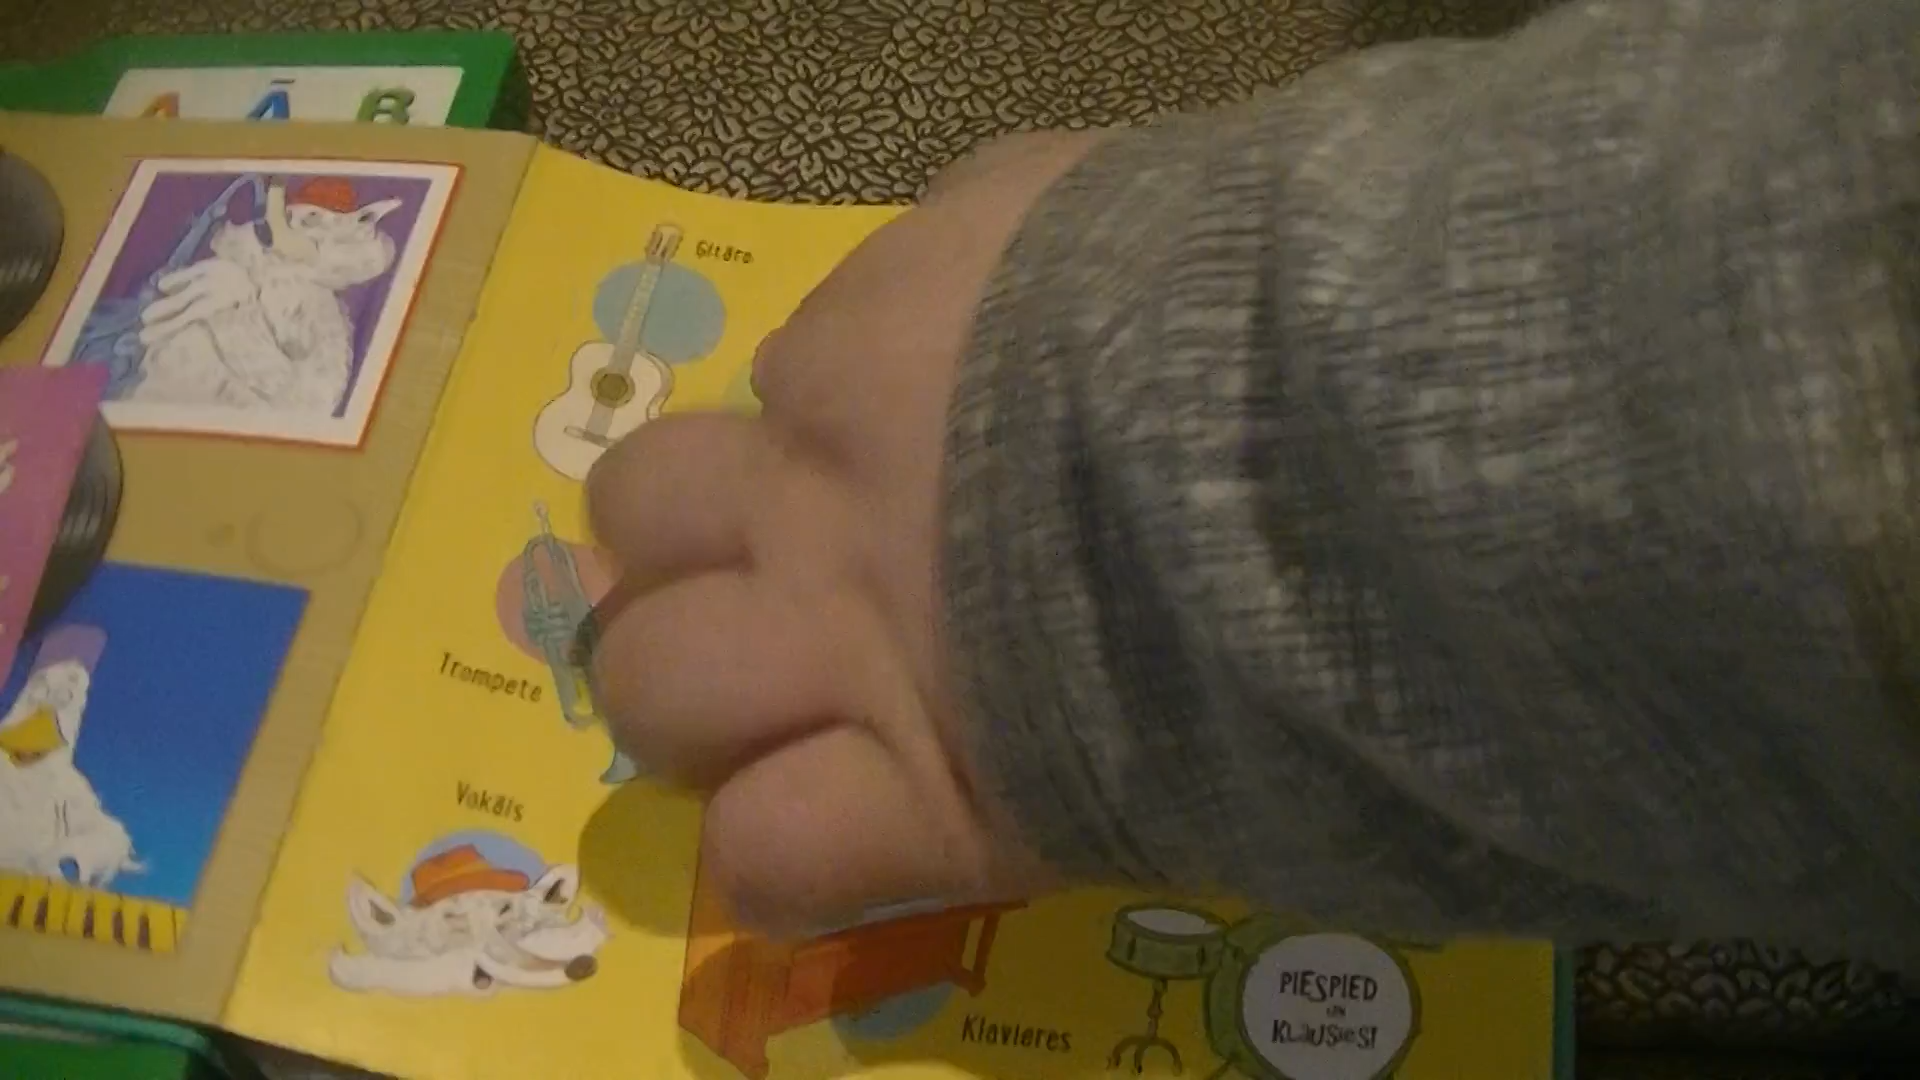 A Ā B
Ģitāra
Trompete
Vokāls
Klavieres
PIESPIED
UN
KLAUSIES!